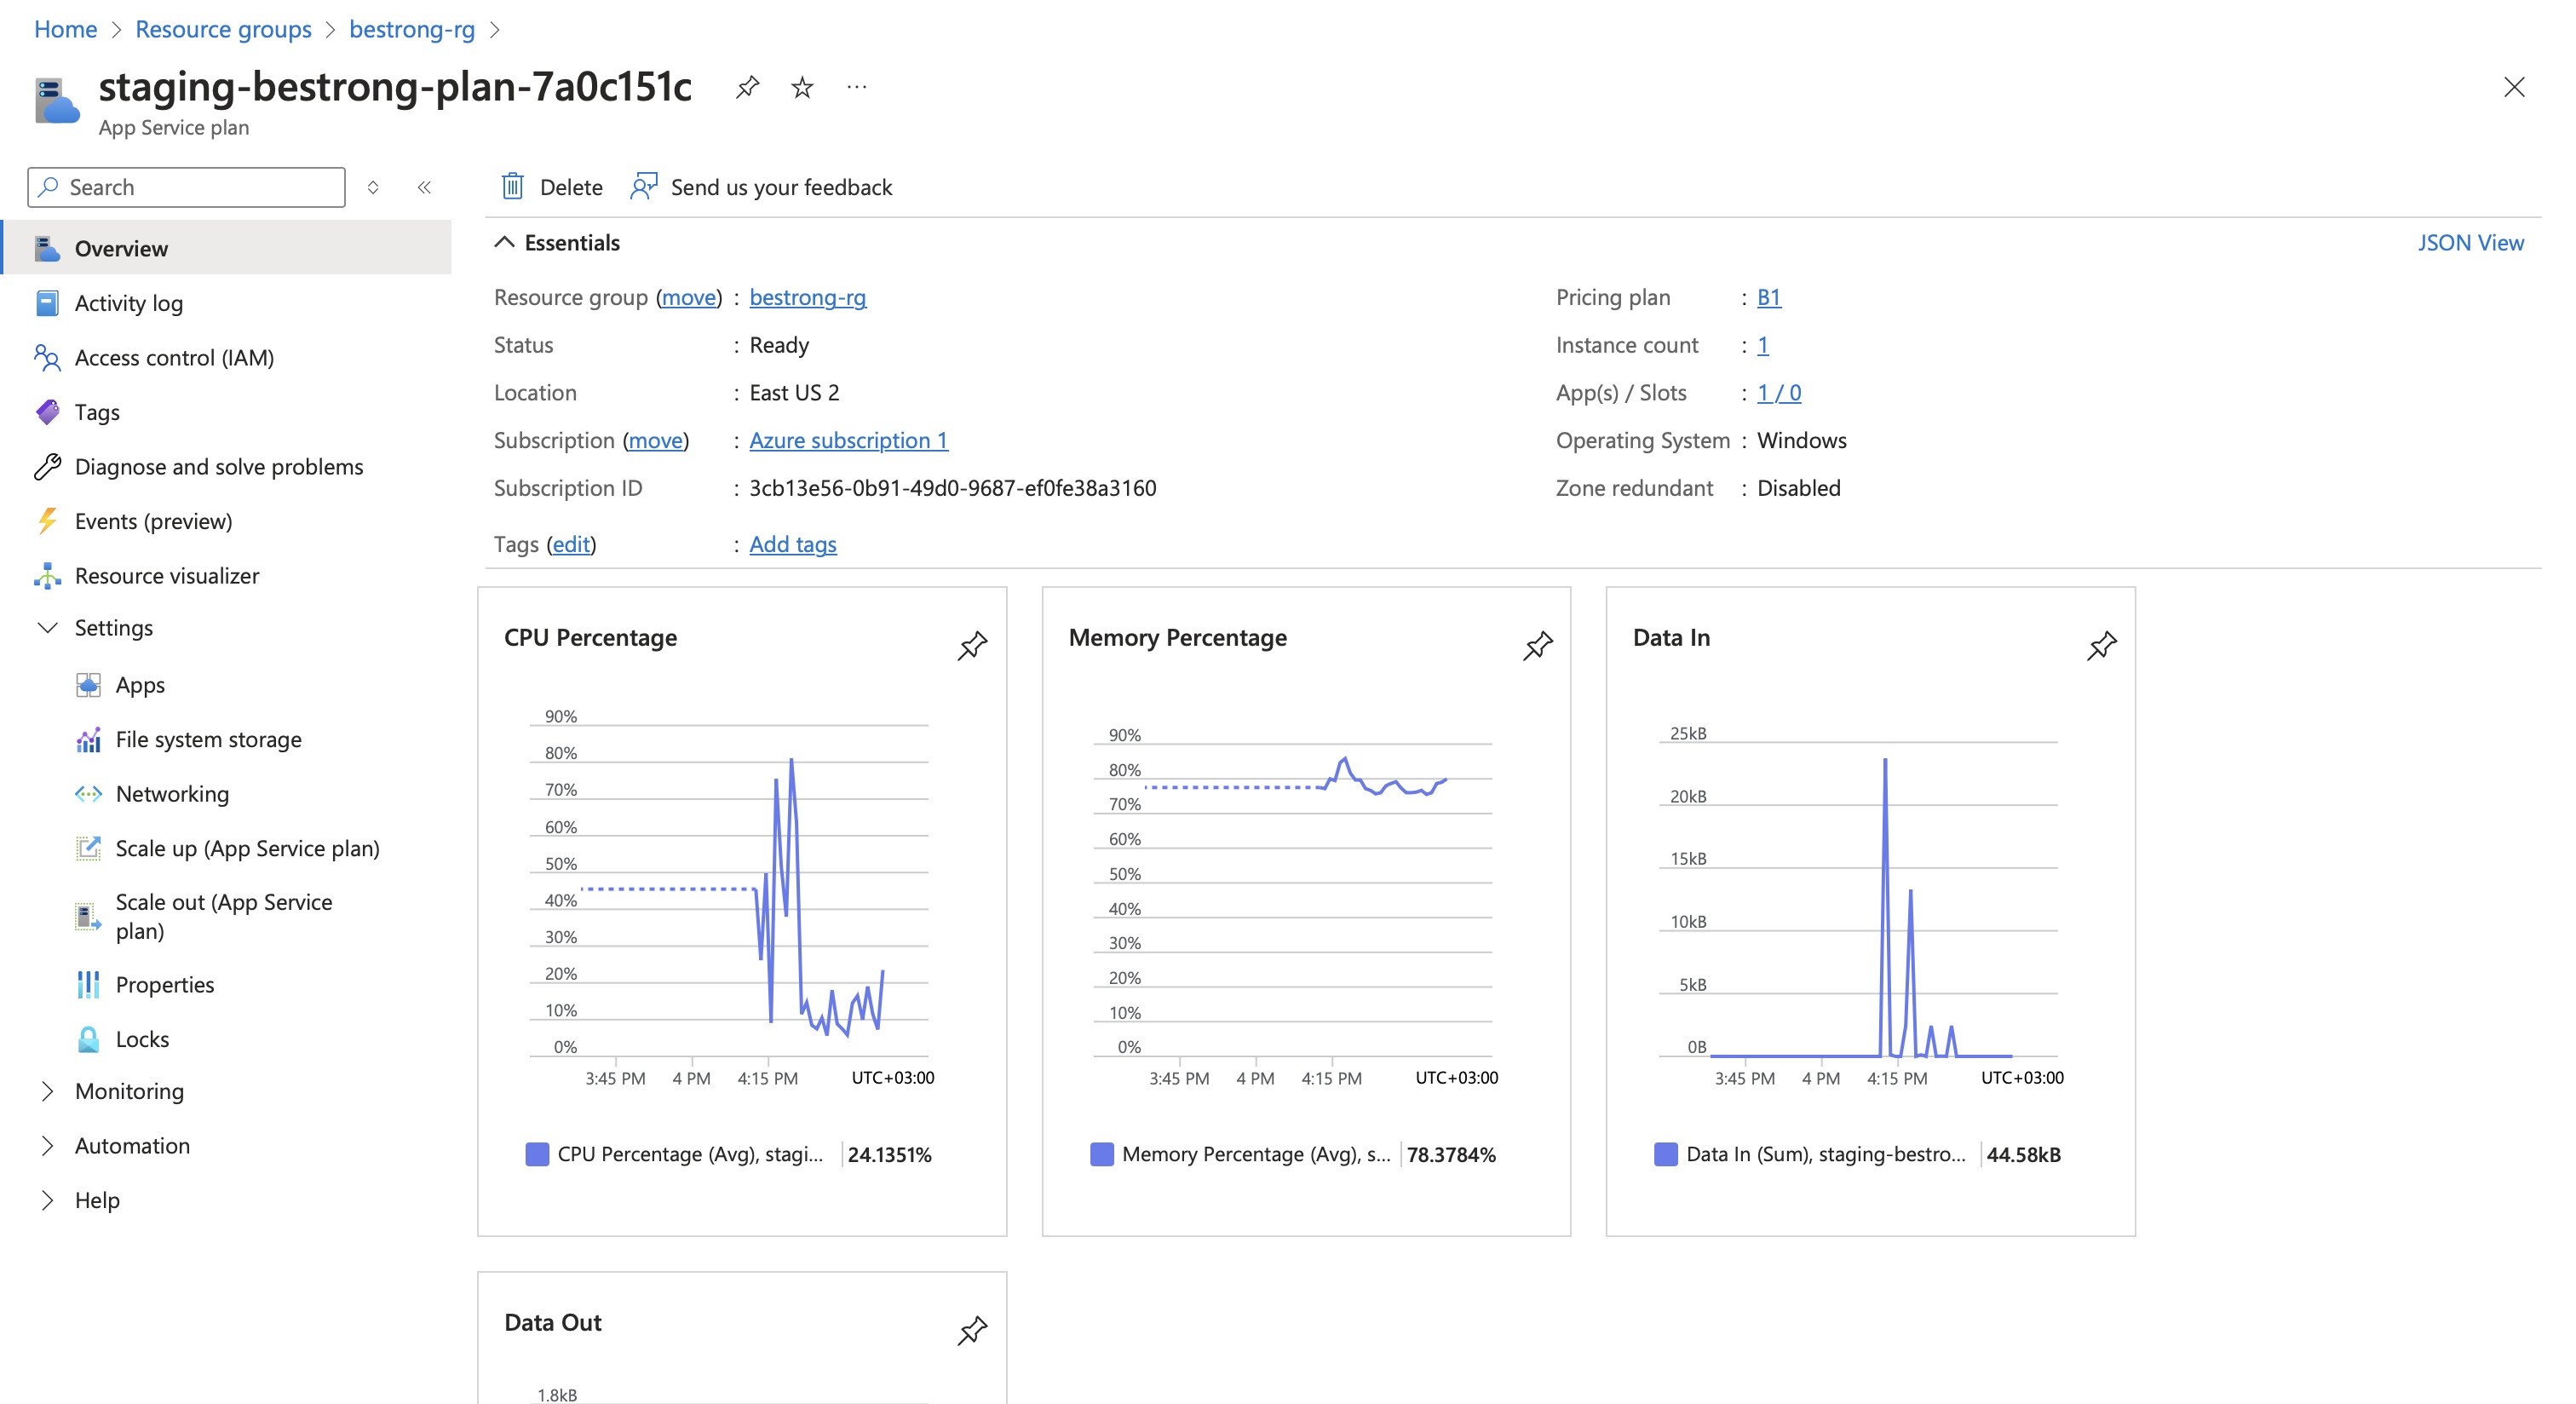 Home > Resource groups > bestrong-rg >
staging-bestrong-plan-7a0c151c
App Service plan
Search
Overview
Activity log
Access control (IAM)
Tags
Diagnose and solve problems
Events (preview)
Resource visualizer
Settings
Apps
File system storage
Networking
Scale up (App Service plan)
Scale out (App Service
plan)
Properties
Locks
Monitoring
Automation
Help
Delete Send us your feedback
Essentials
JSON View
Resource group (move) : bestrong-rg
Status : Ready
Location : East US 2
Subscription (move) : Azure subscription 1
Subscription ID : 3cb13e56-0b91-49d0-9687-ef0fe38a3160
Tags (edit) : Add tags
Pricing plan : B1
Instance count : 1
App(s) / Slots : 1 / 0
Operating System : Windows
Zone redundant : Disabled
CPU Percentage
90%
80%
70%
60%
50%
40%
30%
20%
10%
0%
3:45 PM 4 PM 4:15 PM UTC+03:00
CPU Percentage (Avg), stagi... 24.1351%
Memory Percentage
90%
80%
70%
60%
50%
40%
30%
20%
10%
0%
3:45 PM 4 PM 4:15 PM UTC+03:00
Memory Percentage (Avg), s... 78.3784%
Data In
25kB
20kB
15kB
10kB
5kB
0B
3:45 PM 4 PM 4:15 PM UTC+03:00
Data In (Sum), staging-bestro... 44.58kB
Data Out
1.8kB